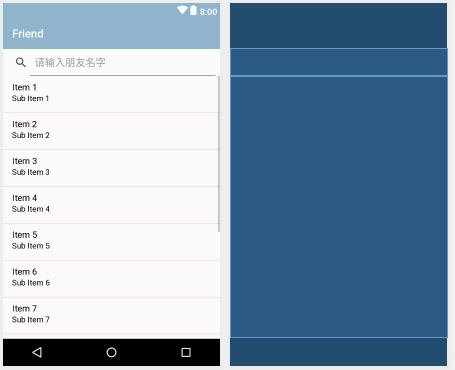 8:00
Friend
请输入朋友名字
Item 1
Sub Item 1
Item 2
Sub Item 2
Item 3
Sub Item 3
Item 4
Sub Item 4
Item 5
Sub Item 5
Item 6
Sub Item 6
Item 7
Sub Item 7